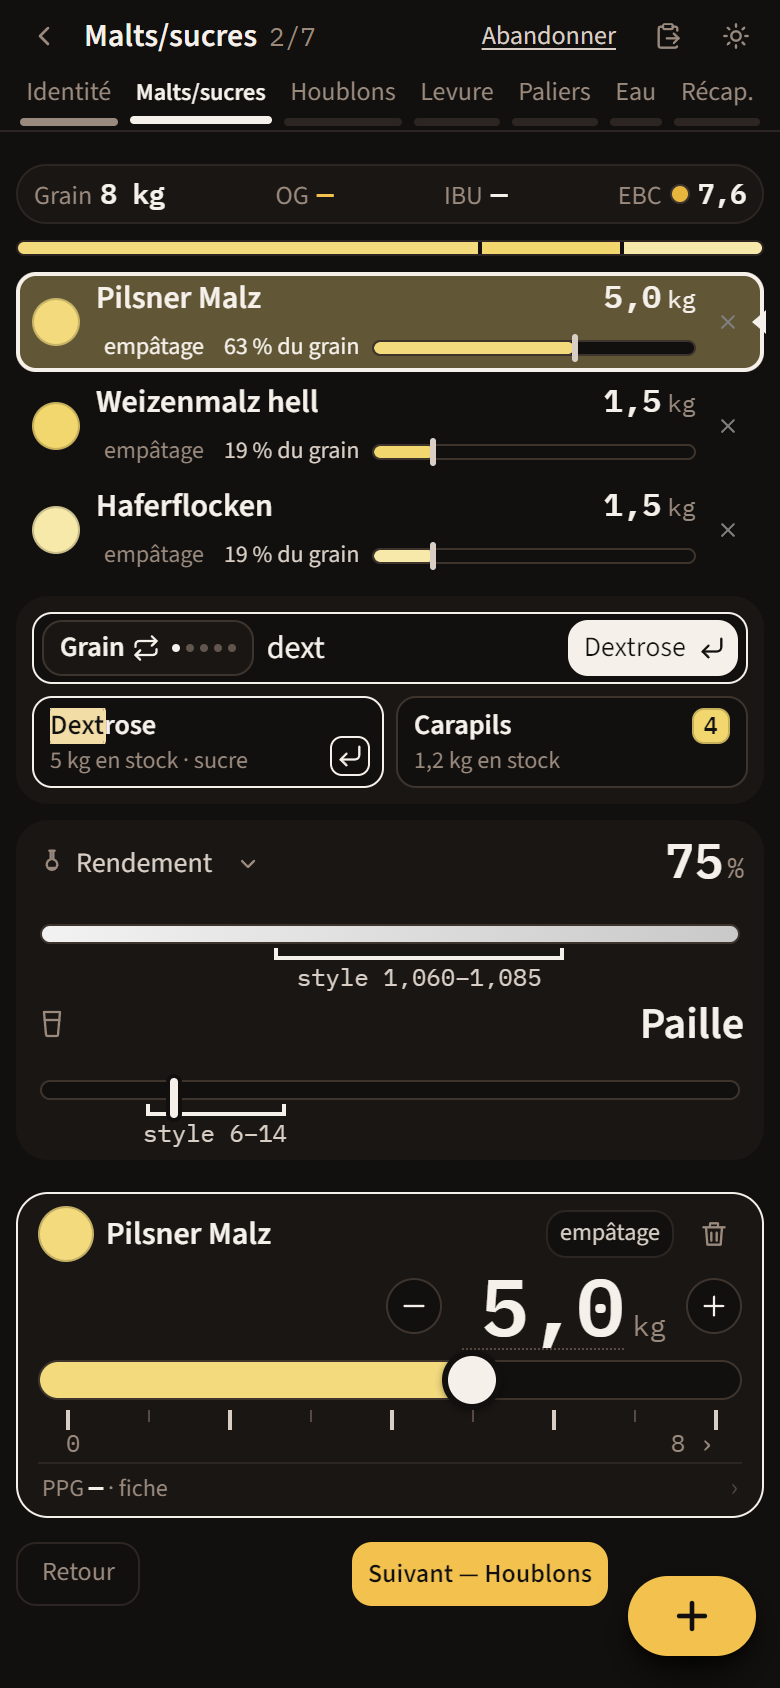 Malts/sucres 2/7 Abandonner
Identité Malts/sucres Houblons Levure Paliers Eau Récap.
Grain 8 kg OG — IBU — EBC 7,6
Pilsner Malz 5,0 kg ×
empâtage 63 % du grain
Weizenmalz hell 1,5 kg ×
empâtage 19 % du grain
Haferflocken 1,5 kg ×
empâtage 19 % du grain
Grain dext Dextrose
Dextrose Carapils 4
5 kg en stock · sucre 1,2 kg en stock
Rendement 75 %
style 1,060–1,085
Paille
style 6–14
Pilsner Malz empâtage
− 5,0 kg +
0 8 ›
PPG — · fiche ›
Retour Suivant — Houblons
+